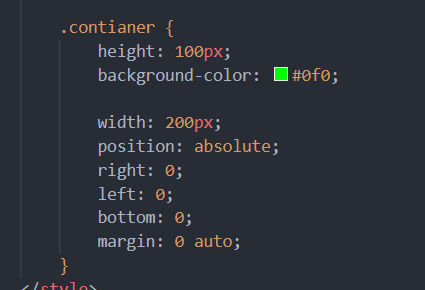 .contianer {
height: 100px;
background-color: #0f0;
width: 200px;
position: absolute;
right: 0;
left: 0;
bottom: 0;
margin: 0 auto;
}
</style>